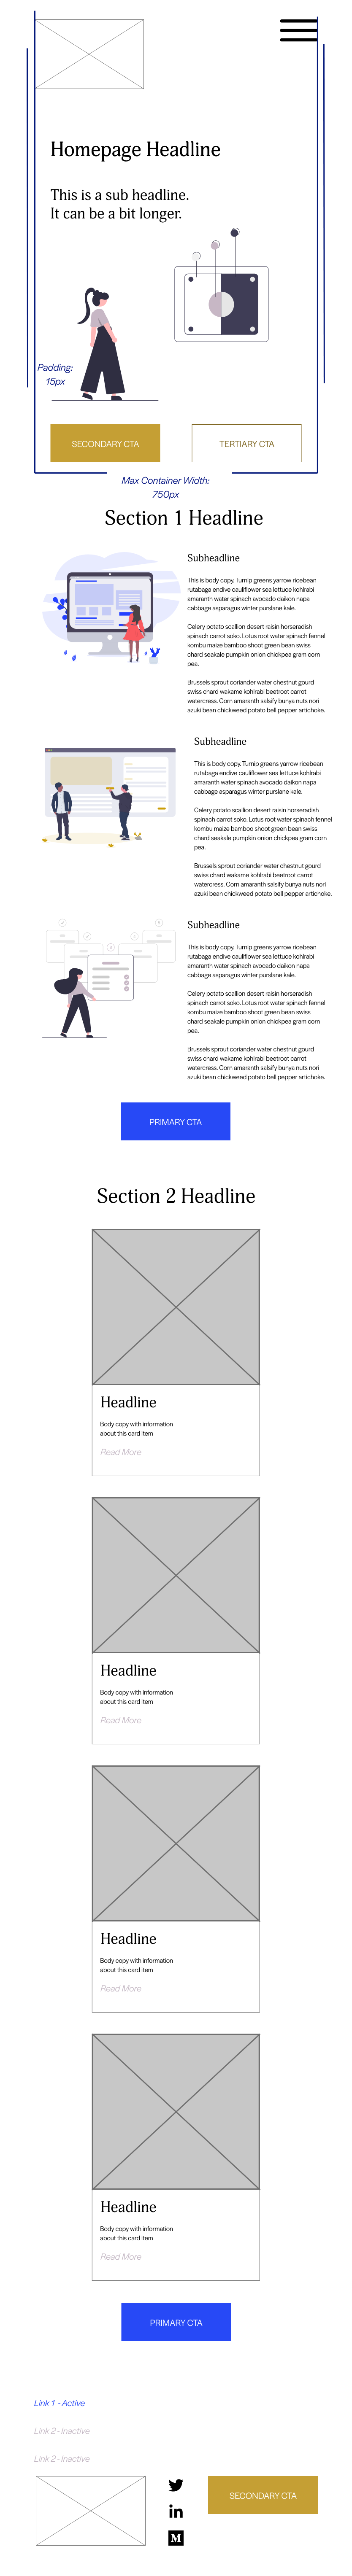 Homepage Headline
This is a sub headline.
It can be a bit longer.
Padding:
15px
SECONDARY CTA
TERTIARY CTA
Max Container Width:
750px
Section 1 Headline
Subheadline
This is body copy. Turnip greens yarrow ricebean
rutabaga endive cauliflower sea lettuce kohlrabi
amaranth water spinach avocado daikon napa
cabbage asparagus winter purslane kale.
Celery potato scallion desert raisin horseradish
spinach carrot soko. Lotus root water spinach fennel
kombu maize bamboo shoot green bean swiss
chard seakale pumpkin onion chickpea gram corn
pea.
Brussels sprout coriander water chestnut gourd
swiss chard wakame kohlrabi beetroot carrot
watercress. Corn amaranth salsify bunya nuts nori
azuki bean chickweed potato bell pepper artichoke.
Subheadline
This is body copy. Turnip greens yarrow ricebean
rutabaga endive cauliflower sea lettuce kohlrabi
amaranth water spinach avocado daikon napa
cabbage asparagus winter purslane kale.
Celery potato scallion desert raisin horseradish
spinach carrot soko. Lotus root water spinach fennel
kombu maize bamboo shoot green bean swiss
chard seakale pumpkin onion chickpea gram corn
pea.
Brussels sprout coriander water chestnut gourd
swiss chard wakame kohlrabi beetroot carrot
watercress. Corn amaranth salsify bunya nuts nori
azuki bean chickweed potato bell pepper artichoke.
Subheadline
This is body copy. Turnip greens yarrow ricebean
rutabaga endive cauliflower sea lettuce kohlrabi
amaranth water spinach avocado daikon napa
cabbage asparagus winter purslane kale.
Celery potato scallion desert raisin horseradish
spinach carrot soko. Lotus root water spinach fennel
kombu maize bamboo shoot green bean swiss
chard seakale pumpkin onion chickpea gram corn
pea.
Brussels sprout coriander water chestnut gourd
swiss chard wakame kohlrabi beetroot carrot
watercress. Corn amaranth salsify bunya nuts nori
azuki bean chickweed potato bell pepper artichoke.
PRIMARY CTA
Section 2 Headline
Headline
Body copy with information
about this card item
Read More
Headline
Body copy with information
about this card item
Read More
Headline
Body copy with information
about this card item
Read More
Headline
Body copy with information
about this card item
Read More
PRIMARY CTA
Link 1 - Active
Link 2 - Inactive
Link 2 - Inactive
SECONDARY CTA
in
M